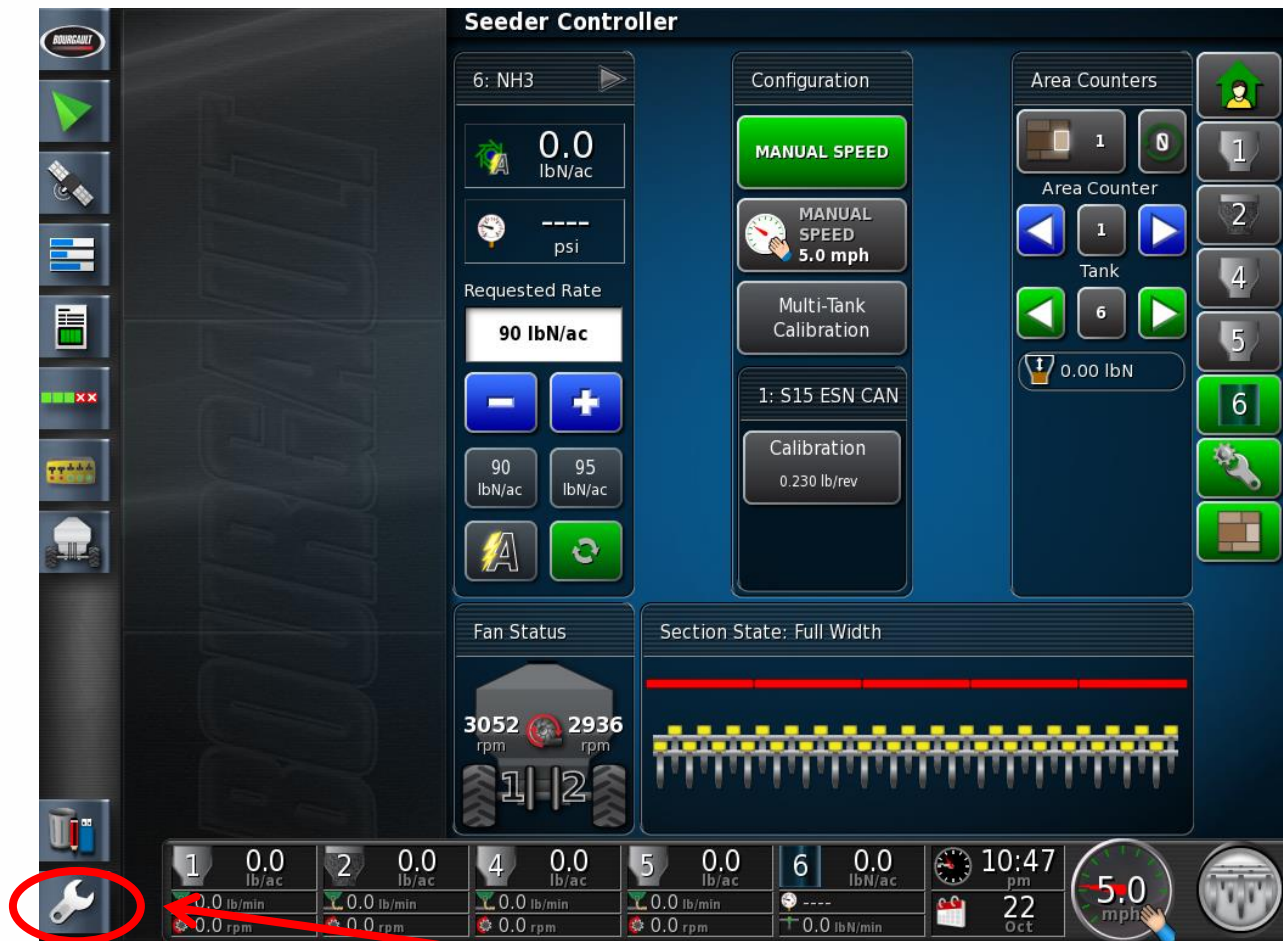 Seeder Controller
BOURGAULT
BOURGAULT
6: NH3
0.0
lbN/ac
----
psi
Requested Rate
90 lbN/ac
90
lbN/ac
95
lbN/ac
A
Configuration
MANUAL SPEED
MANUAL
SPEED
5.0 mph
Multi-Tank
Calibration
1: S15 ESN CAN
Calibration
0.230 lb/rev
Area Counters
1
0
Area Counter
1
Tank
6
0.00 lbN
1
2
4
5
6
Fan Status
3052
rpm
2936
rpm
1
2
Section State: Full Width
1
0.0
lb/ac
0.0 lb/min
0.0 rpm
2
0.0
lb/ac
0.0 lb/min
0.0 rpm
4
0.0
lb/ac
0.0 lb/min
0.0 rpm
5
0.0
lb/ac
0.0 lb/min
0.0 rpm
6
0.0
lbN/ac
----
0.0 lbN/min
10:47
pm
22
Oct
5.0
mph